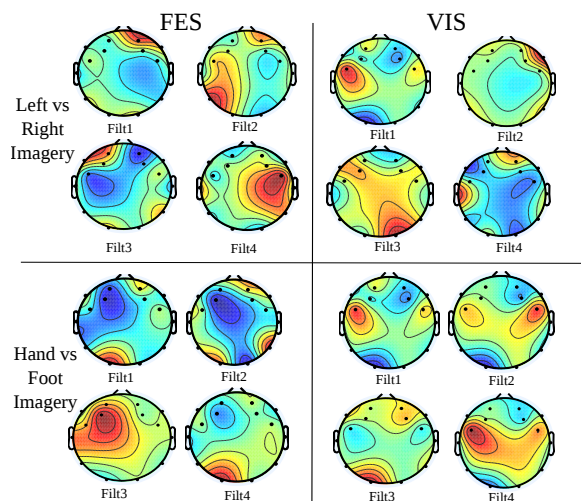 FES VIS
Left vs
Right
Imagery
Filt1 Filt2 Filt1 Filt2
Filt3 Filt4 Filt3 Filt4
Hand vs
Foot
Imagery
Filt1 Filt2 Filt1 Filt2
Filt3 Filt4 Filt3 Filt4